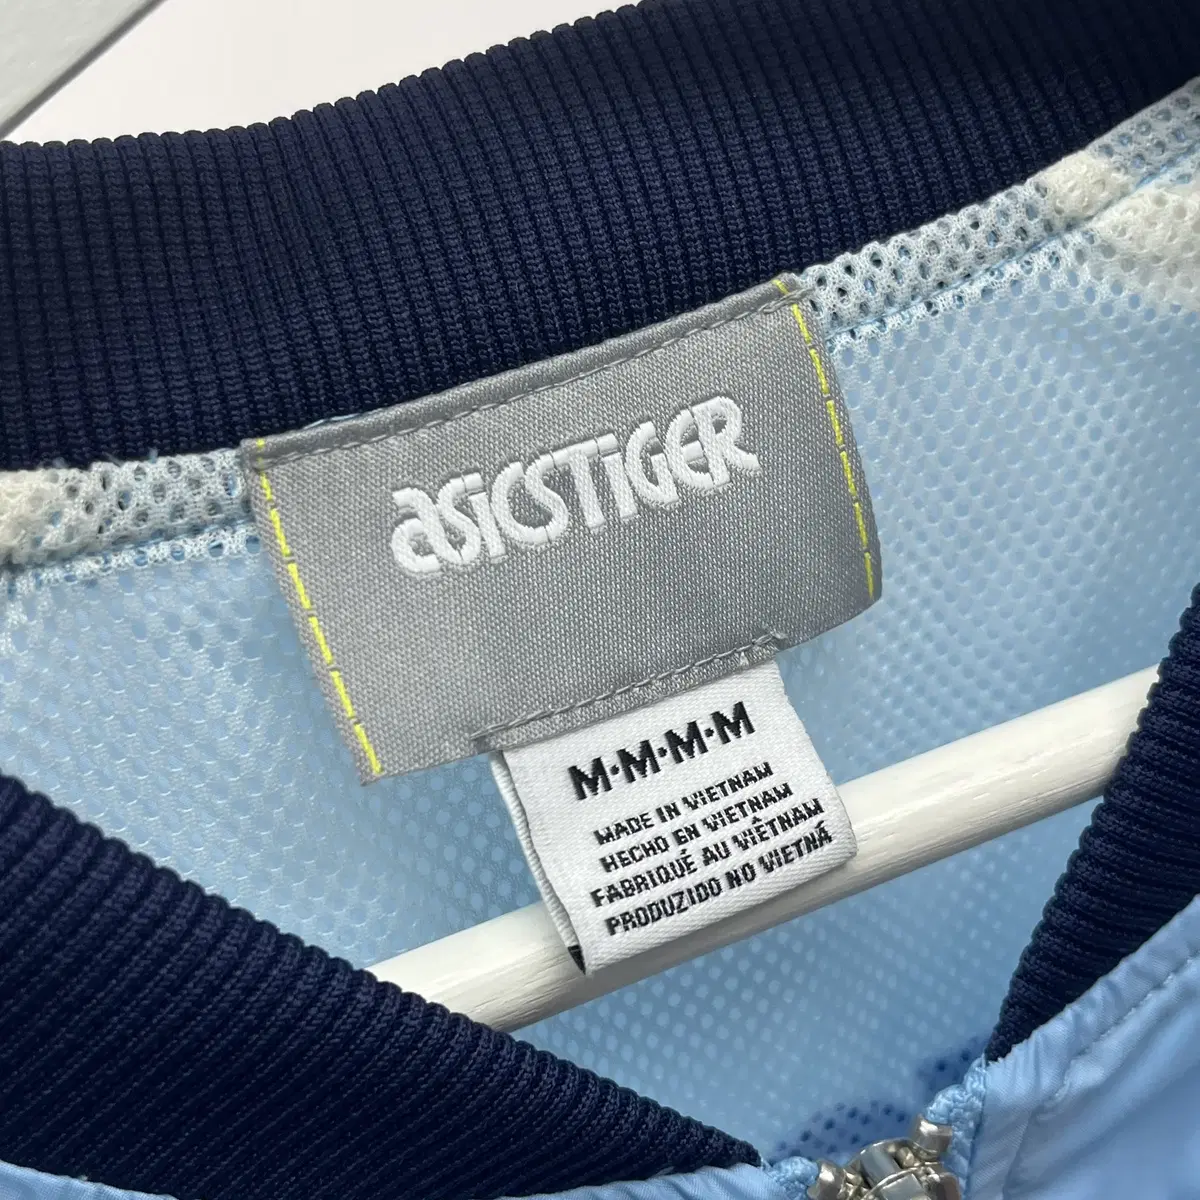 asicsTiGER
M·M·M·M
MADE IN VIETNAM
HECHO EN VIETNAM
FABRIQUÉ AU VIÊTNAM
PRODUZIDO NO VIETNÃ